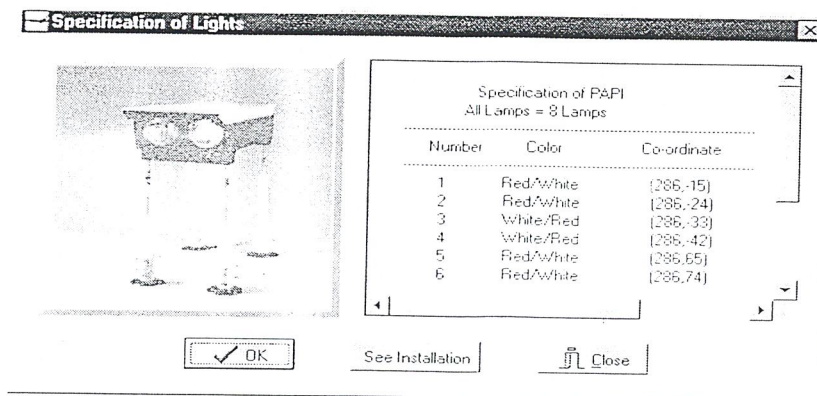 Specification of Lights
Specification of PAPI
All Lamps = 8 Lamps
Number Color Co-ordinate
1 Red/White (286,-15)
2 Red/White (286,-24)
3 White/Red (286,-33)
4 White/Red (286,-42)
5 Red/White (286,65)
6 Red/White (286,74)
OK
See Installation
Close